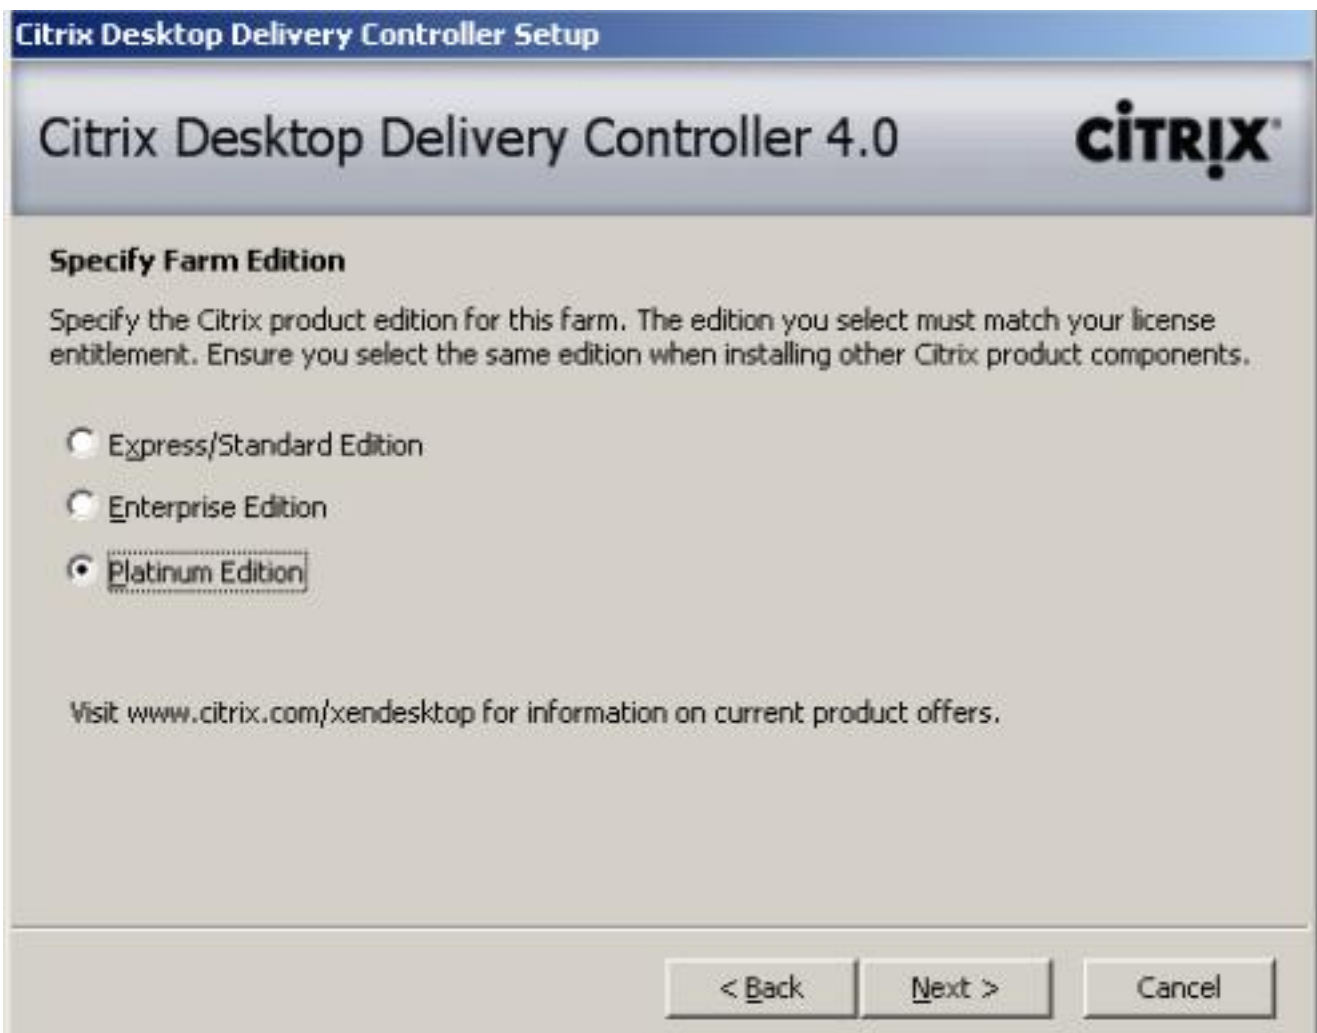 Citrix Desktop Delivery Controller Setup
Citrix Desktop Delivery Controller 4.0
CITRIX
Specify Farm Edition
Specify the Citrix product edition for this farm. The edition you select must match your license
entitlement. Ensure you select the same edition when installing other Citrix product components.
Express/Standard Edition
Enterprise Edition
Platinum Edition
Visit www.citrix.com/xendesktop for information on current product offers.
< Back
Next >
Cancel